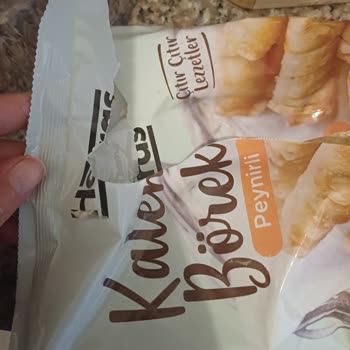 Çıtır Çıtır
Lezzetler
Kalem
Börek
Peynirli